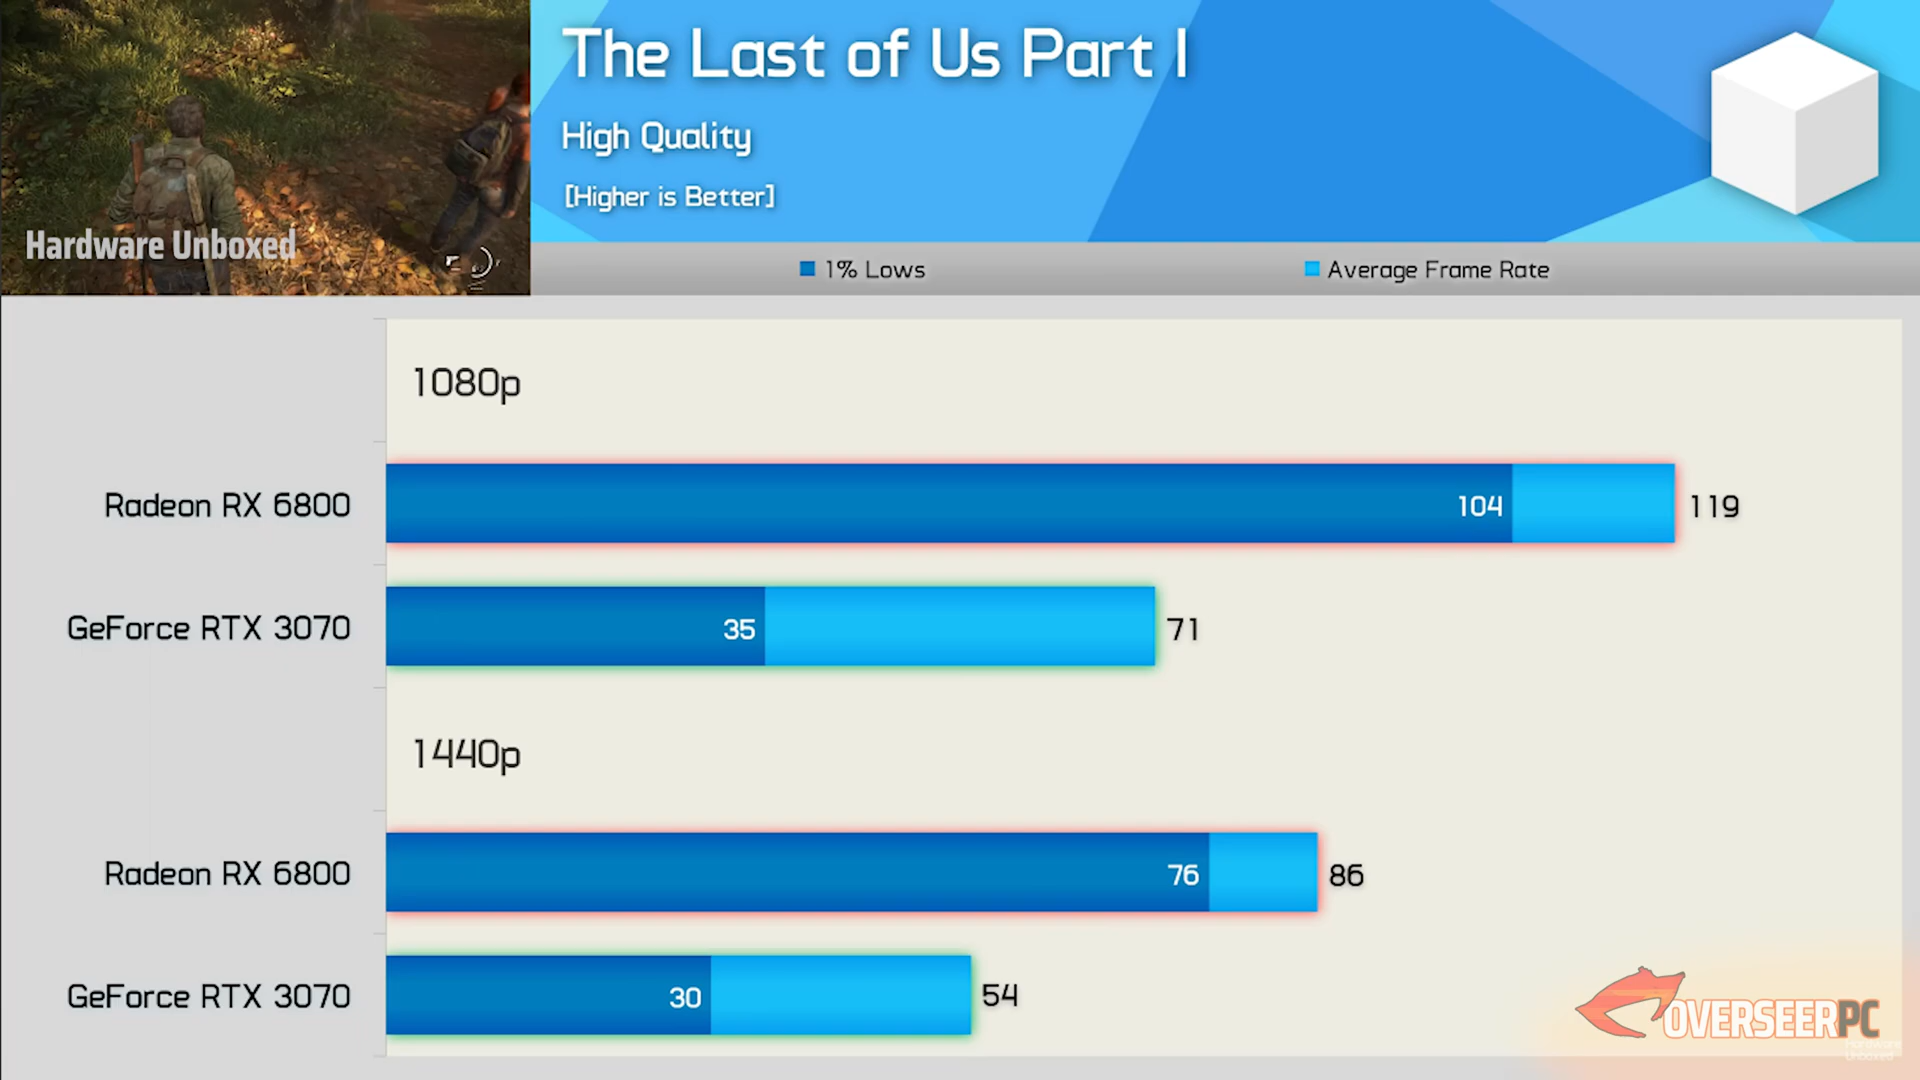 The Last of Us Part I
High Quality
[Higher is Better]
Hardware Unboxed
1% Lows
Average Frame Rate
1080p
Radeon RX 6800
104
119
GeForce RTX 3070
35
71
1440p
Radeon RX 6800
76
86
GeForce RTX 3070
30
54
OVERSEERPC
Hardware
Unboxed